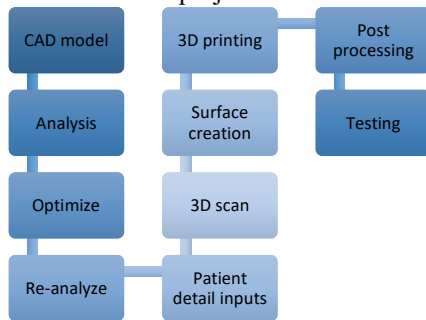 CAD model
Analysis
Optimize
Re-analyze
Patient
detail inputs
3D scan
Surface
creation
3D printing
Post
processing
Testing